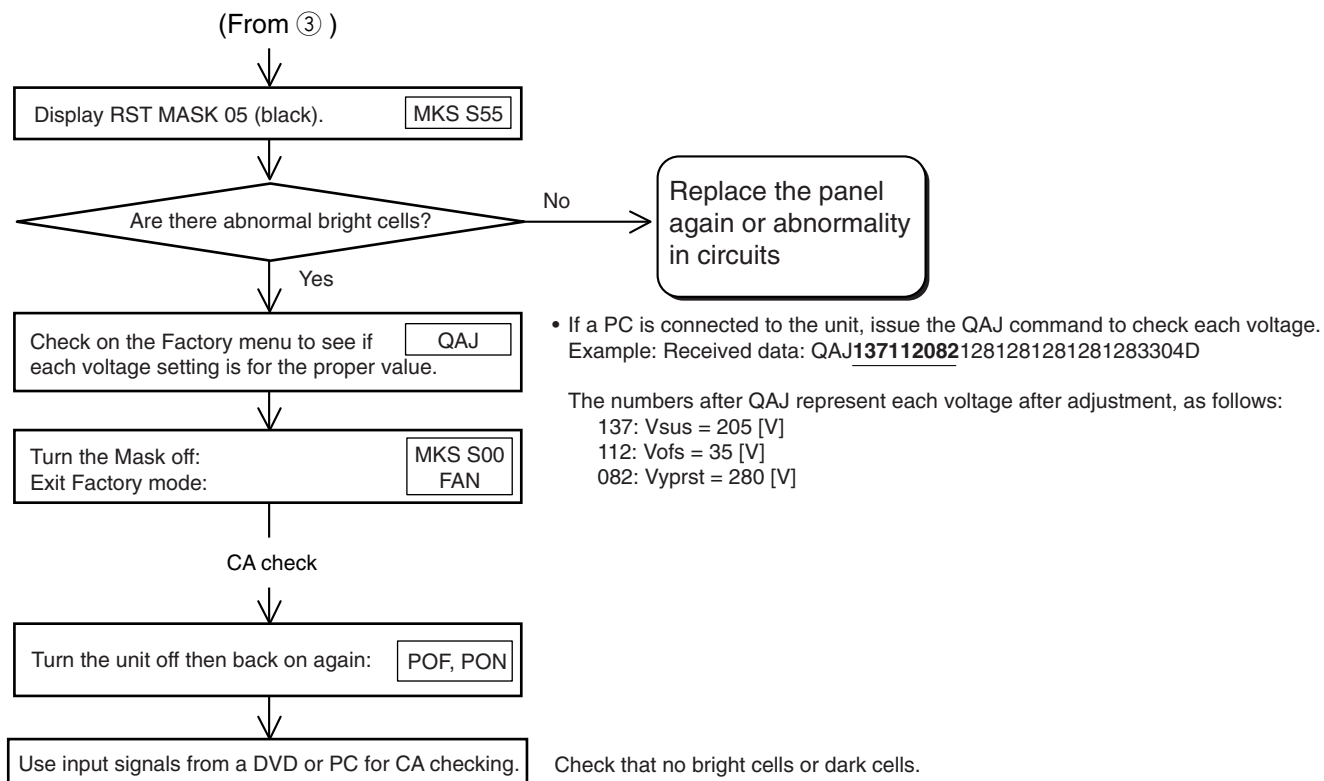 (From ③ )
Display RST MASK 05 (black).
MKS S55
Are there abnormal bright cells?
No
Replace the panel
again or abnormality
in circuits
Yes
Check on the Factory menu to see if
each voltage setting is for the proper value.
QAJ
• If a PC is connected to the unit, issue the QAJ command to check each voltage.
Example: Received data: QAJ1371120821281281281281283304D
The numbers after QAJ represent each voltage after adjustment, as follows:
137: Vsus = 205 [V]
112: Vofs = 35 [V]
082: Vyprst = 280 [V]
Turn the Mask off:
Exit Factory mode:
MKS S00
FAN
CA check
Turn the unit off then back on again:
POF, PON
Use input signals from a DVD or PC for CA checking.
Check that no bright cells or dark cells.